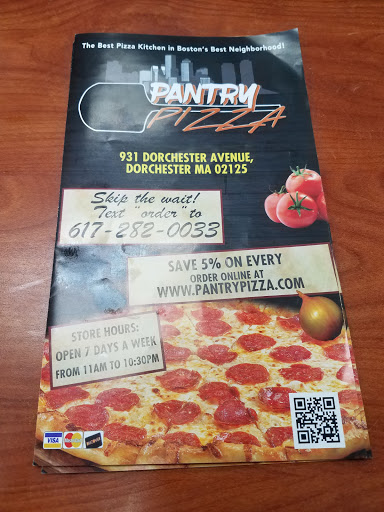 The Best Pizza Kitchen in Boston's Best Neighborhood!
PANTRY
PIZZA
931 DORCHESTER AVENUE,
DORCHESTER MA 02125
Skip the wait!
Text "order" to
617-282-0033
SAVE 5% ON EVERY
ORDER ONLINE AT
WWW.PANTRYPIZZA.COM
STORE HOURS:
OPEN 7 DAYS A WEEK
FROM 11AM TO 10:30PM
VISA